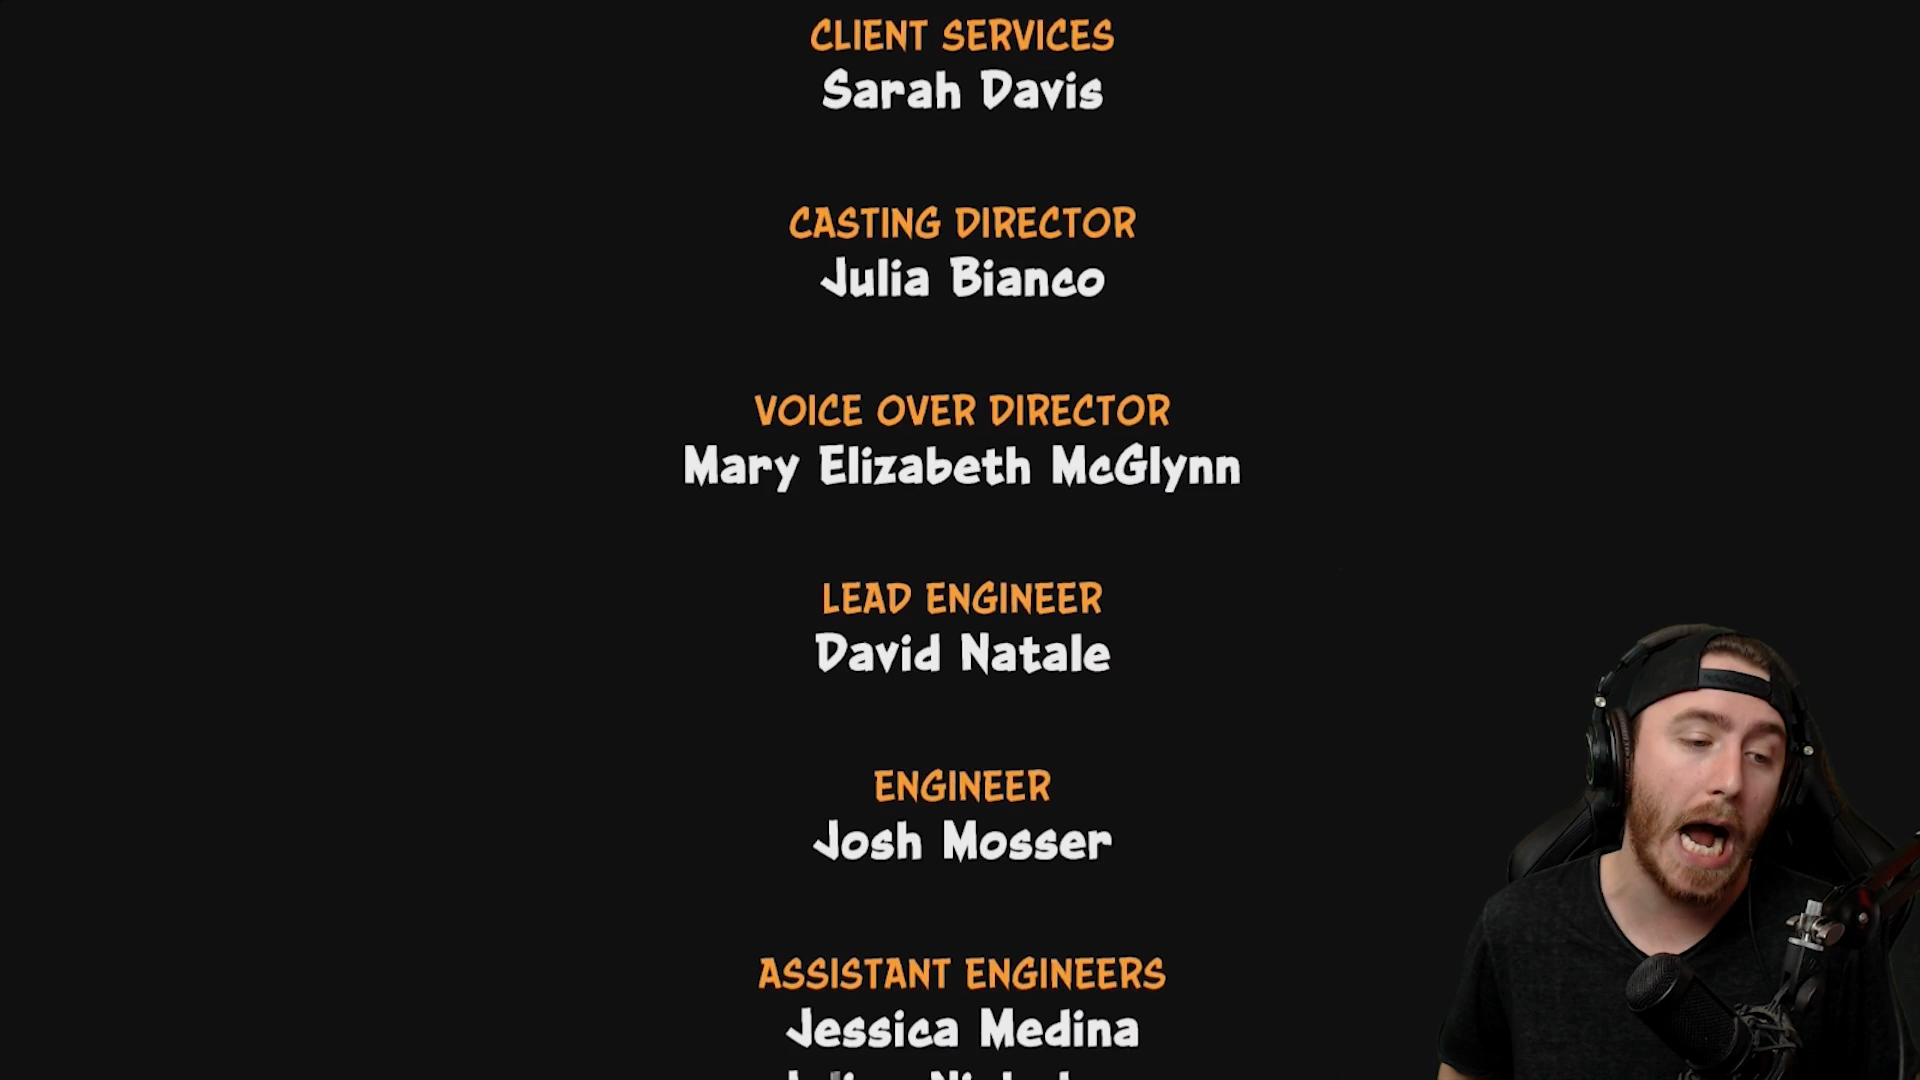 CLIENT SERVICES
Sarah Davis
CASTING DIRECTOR
Julia Bianco
VOICE OVER DIRECTOR
Mary Elizabeth McGlynn
LEAD ENGINEER
David Natale
ENGINEER
Josh Mosser
ASSISTANT ENGINEERS
Jessica Medina